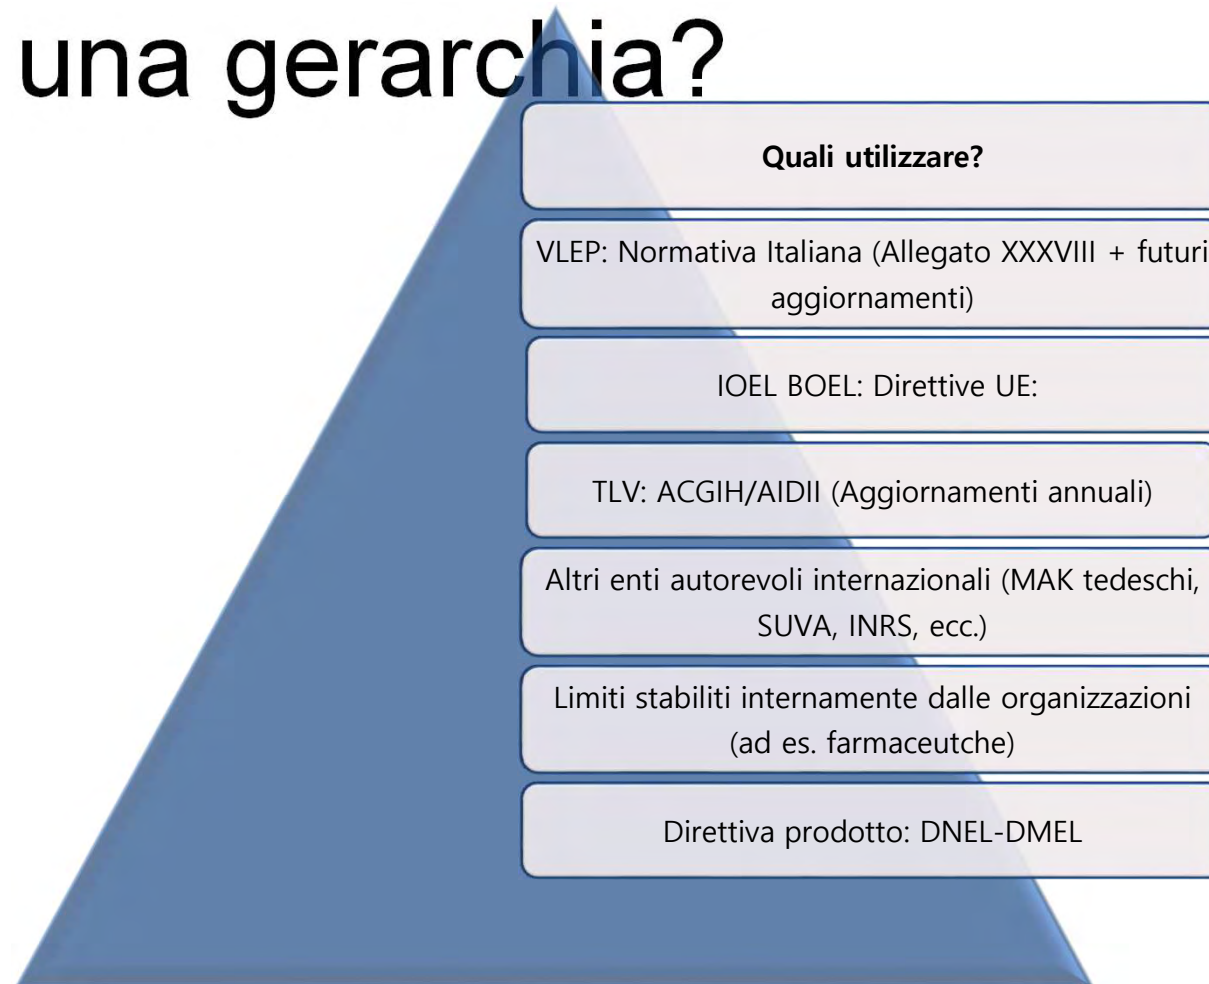 una gerarchia?
Quali utilizzare?
VLEP: Normativa Italiana (Allegato XXXVIII + futuri
aggiornamenti)
IOEL BOEL: Direttive UE:
TLV: ACGIH/AIDII (Aggiornamenti annuali)
Altri enti autorevoli internazionali (MAK tedeschi,
SUVA, INRS, ecc.)
Limiti stabiliti internamente dalle organizzazioni
(ad es. farmaceutche)
Direttiva prodotto: DNEL-DMEL